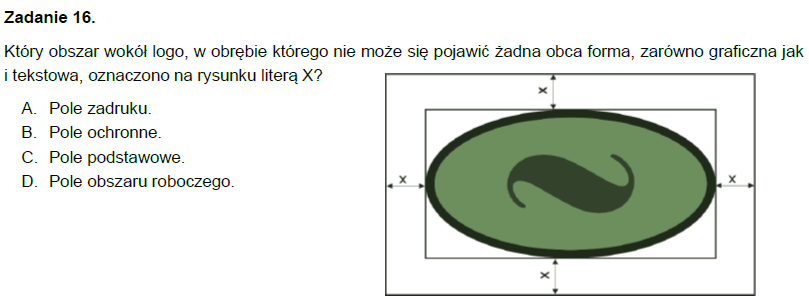 Zadanie 16.
Który obszar wokół logo, w obrębie którego nie może się pojawić żadna obca forma, zarówno graficzna jak
i tekstowa, oznaczono na rysunku literą X?
A. Pole zadruku.
B. Pole ochronne.
C. Pole podstawowe.
D. Pole obszaru roboczego.
x
x
x
x